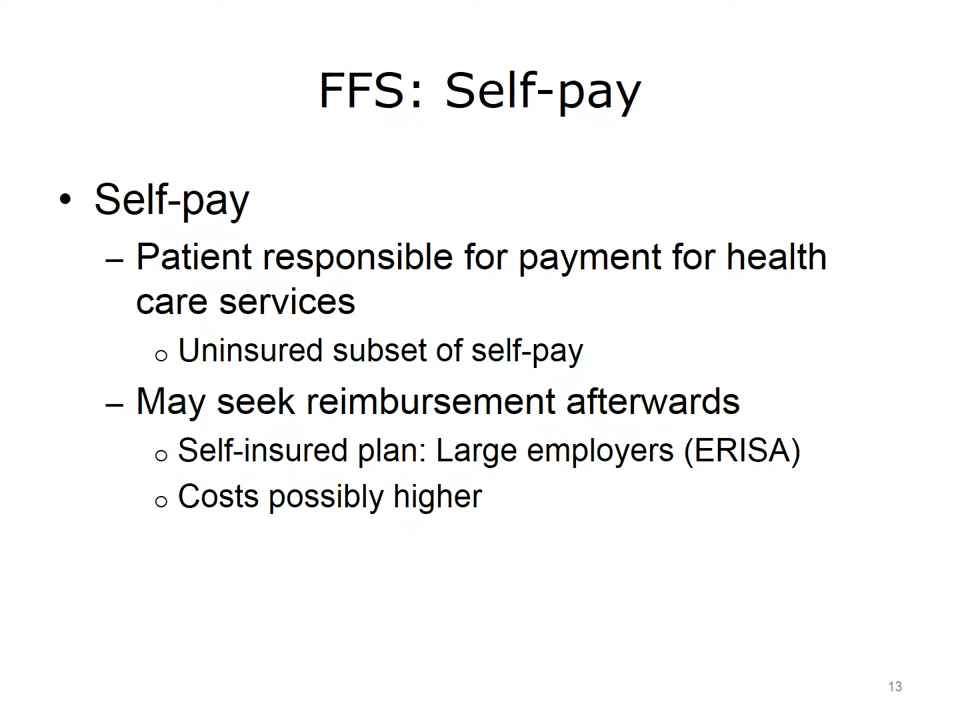 FFS: Self-pay
• Self-pay
– Patient responsible for payment for health
care services
o Uninsured subset of self-pay
– May seek reimbursement afterwards
o Self-insured plan: Large employers (ERISA)
o Costs possibly higher
13